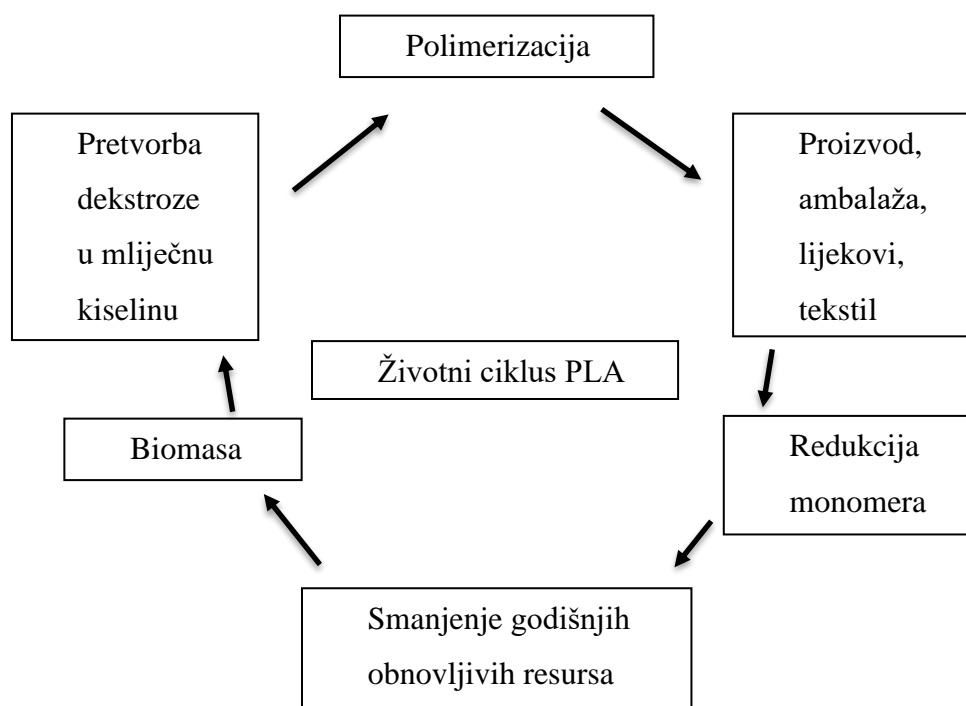 Polimerizacija
Pretvorba
dekstroze
u mliječnu
kiselinu
Proizvod,
ambalaža,
lijekovi,
tekstil
Životni ciklus PLA
Biomasa
Redukcija
monomera
Smanjenje godišnjih
obnovljivih resursa